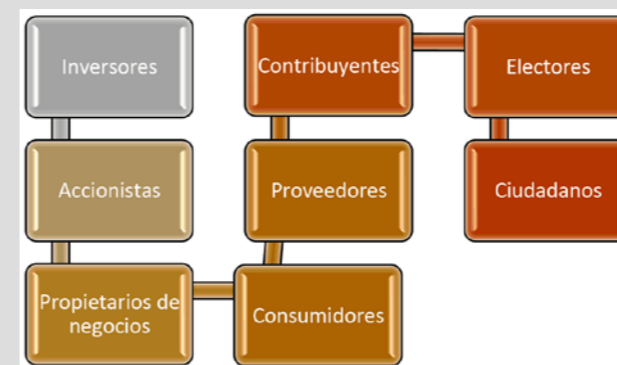 Inversores
Accionistas
Propietarios de
negocios
Consumidores
Proveedores
Contribuyentes
Electores
Ciudadanos